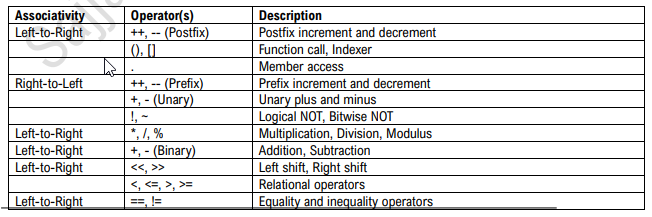 Associativity Operator(s) Description
Left-to-Right ++, -- (Postfix) Postfix increment and decrement
(), [] Function call, Indexer
. Member access
Right-to-Left ++, -- (Prefix) Prefix increment and decrement
+, - (Unary) Unary plus and minus
!, ~ Logical NOT, Bitwise NOT
Left-to-Right *, /, % Multiplication, Division, Modulus
Left-to-Right +, - (Binary) Addition, Subtraction
Left-to-Right <<, >> Left shift, Right shift
<, <=, >, >= Relational operators
Left-to-Right ==, != Equality and inequality operators